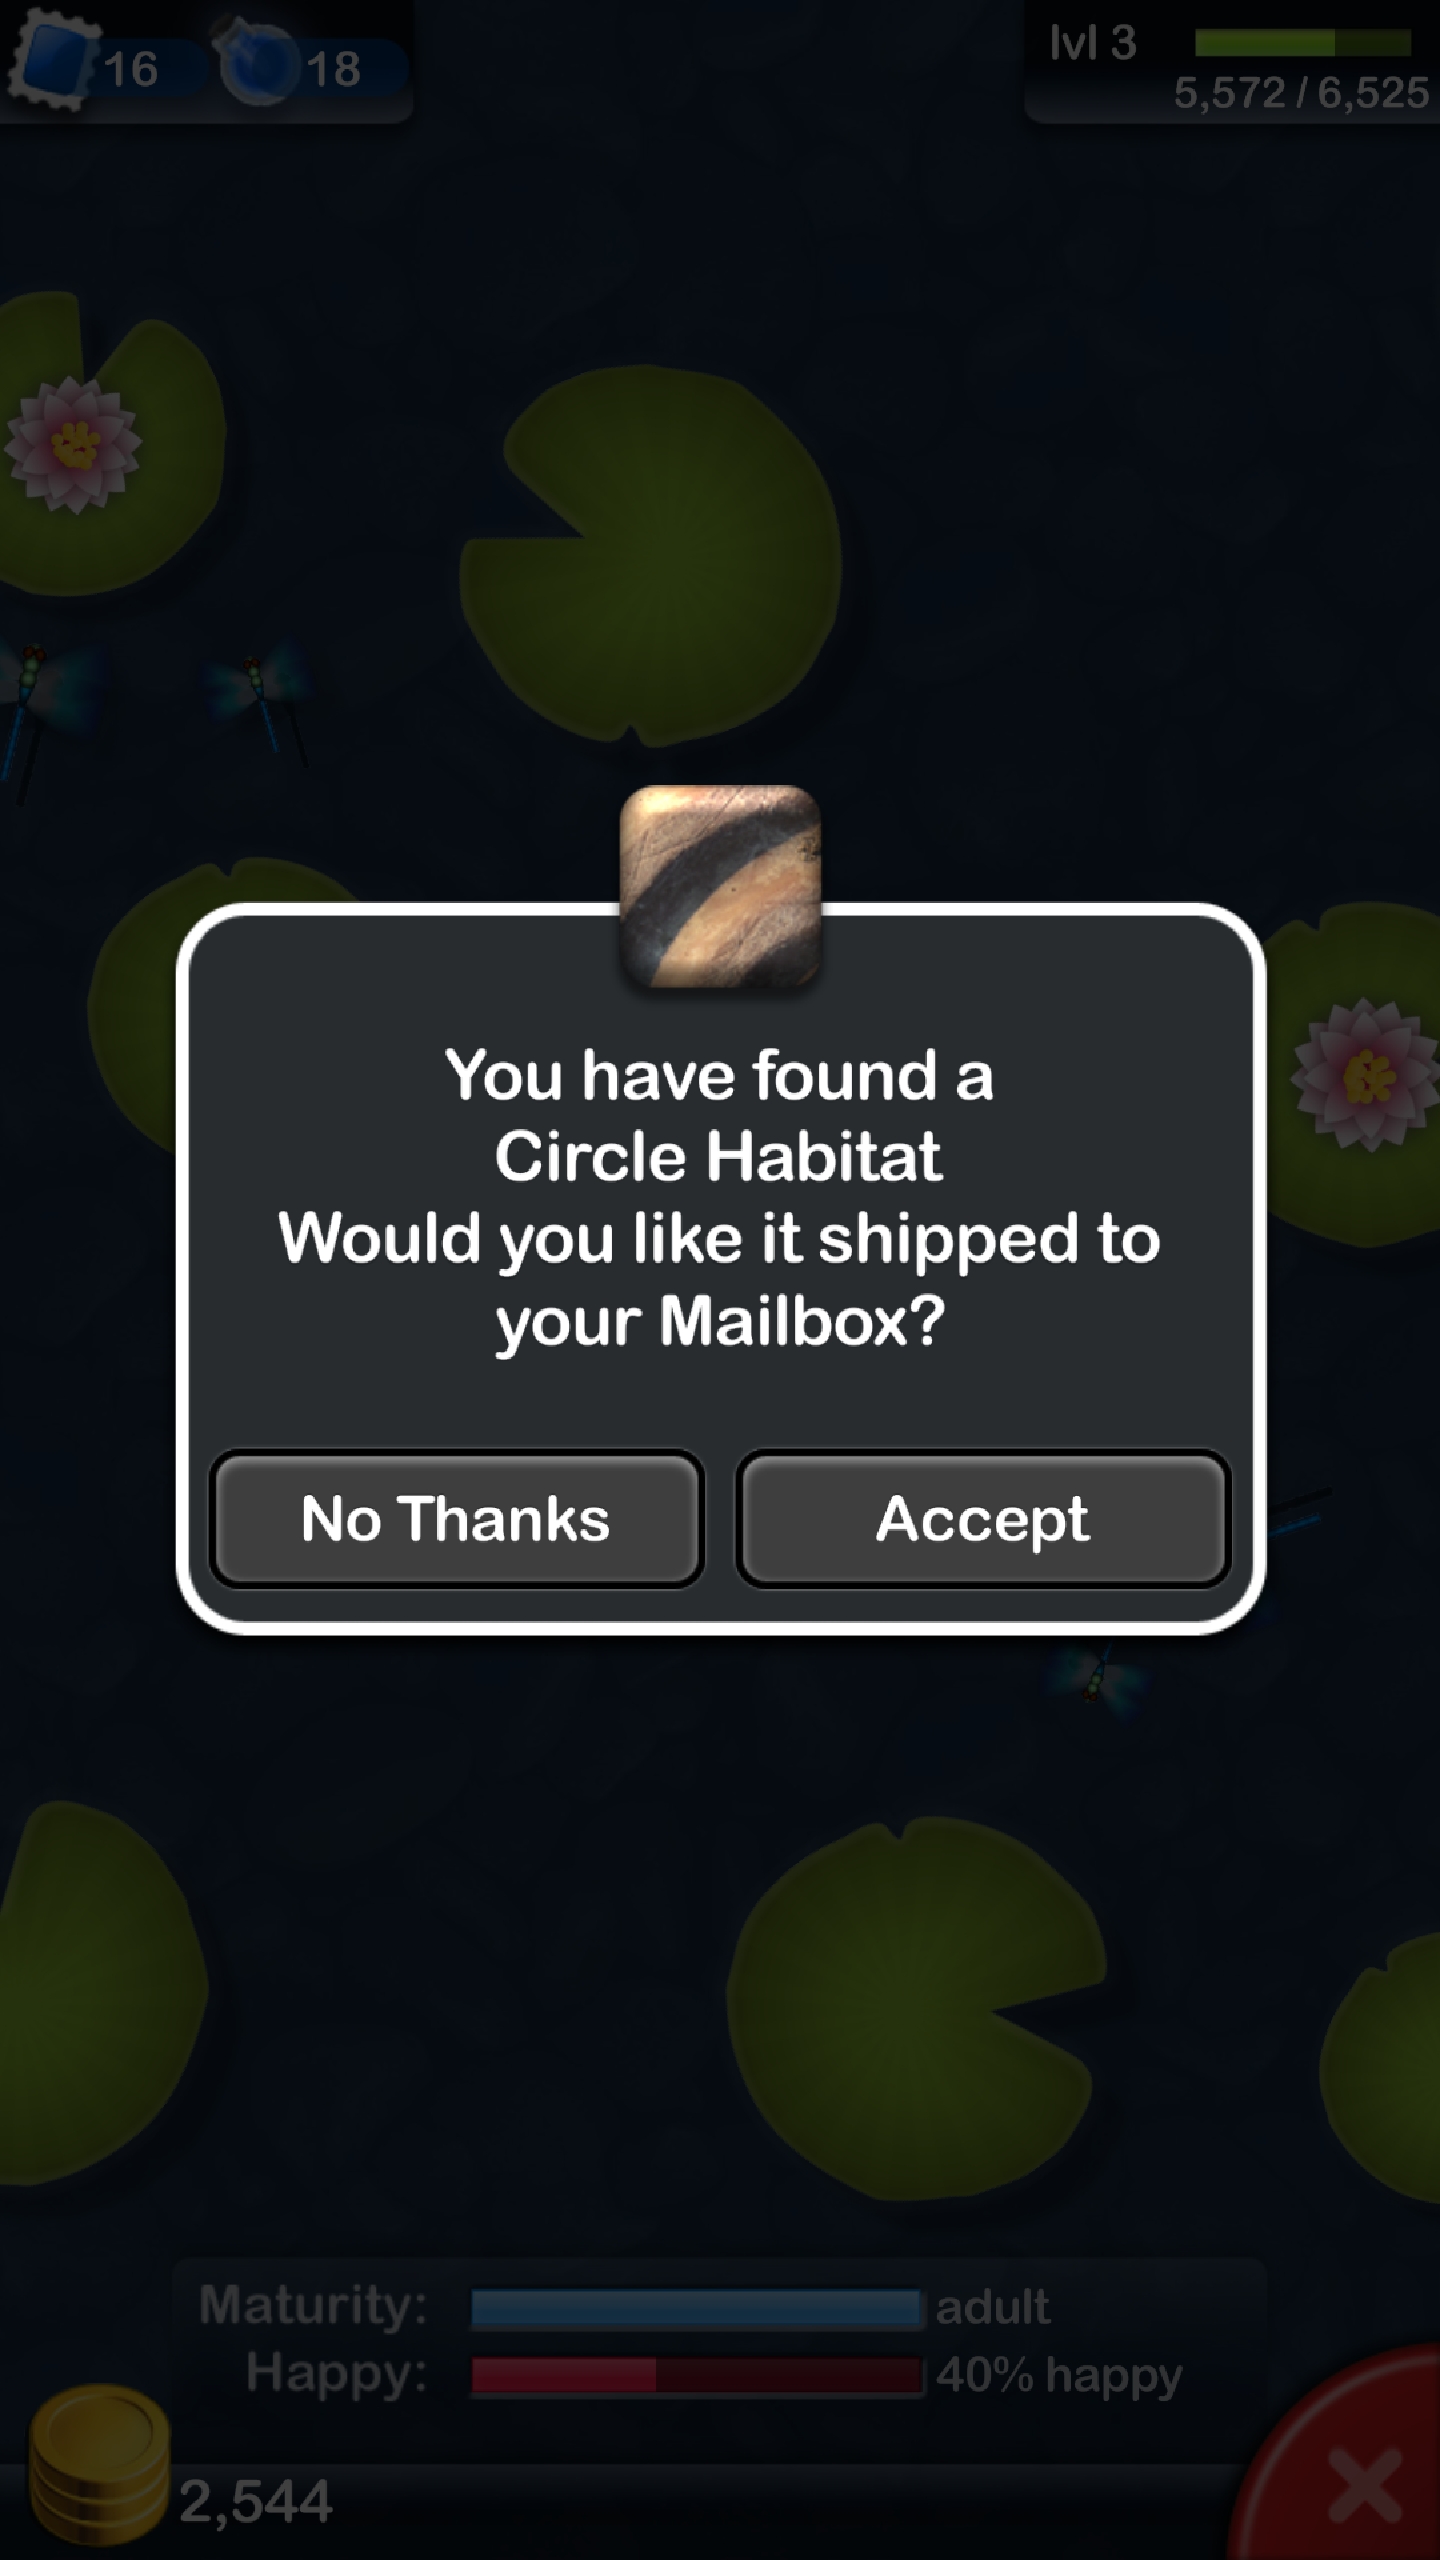 16
18
lvl 3
5,572 / 6,525
You have found a
Circle Habitat
Would you like it shipped to
your Mailbox?
No Thanks
Accept
Maturity:
adult
Happy:
40% happy
2,544